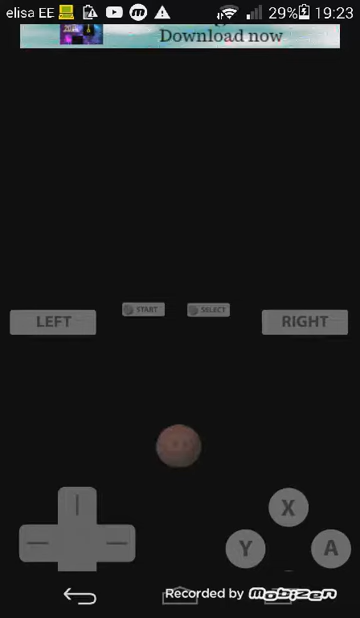 elisa EE 29% 19:23
Download now
START SELECT
LEFT RIGHT
X
Y A
Recorded by Mobizen